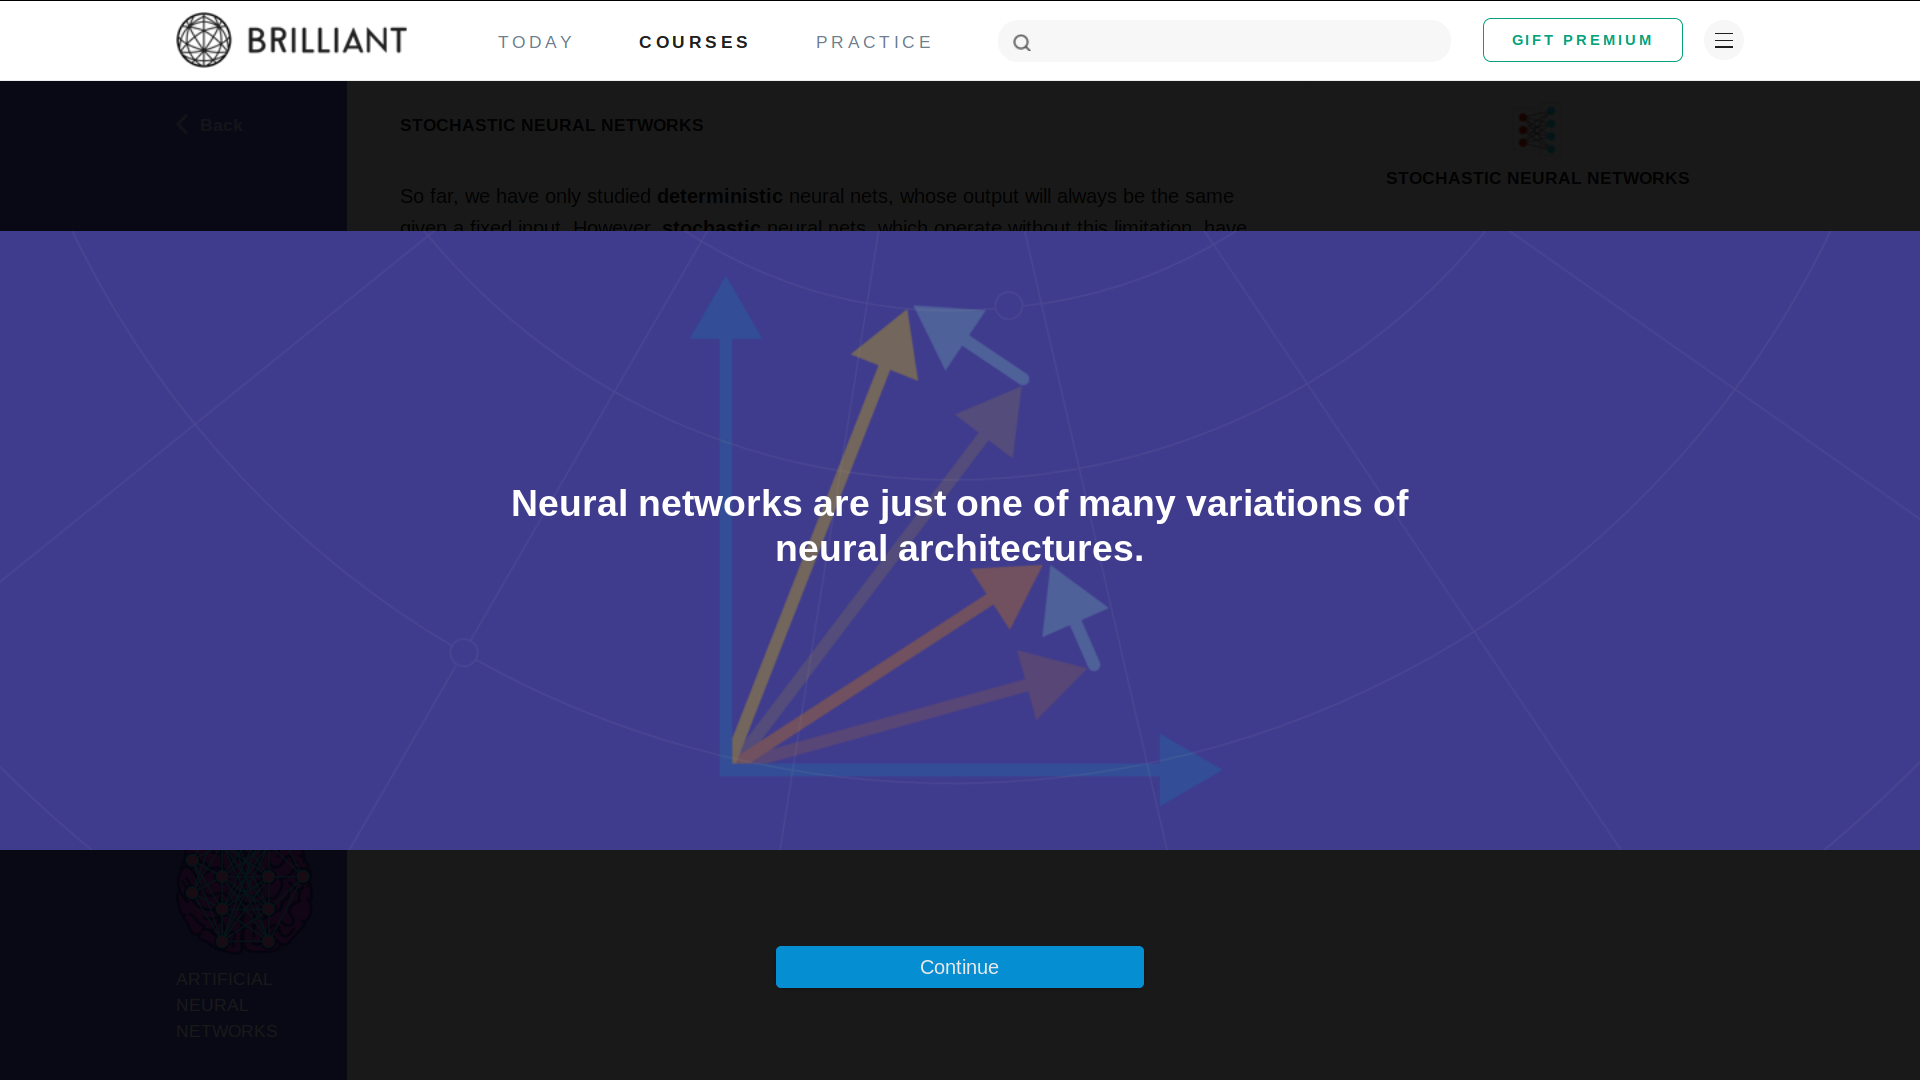 BRILLIANT
TODAY
COURSES
PRACTICE
GIFT PREMIUM
Back
STOCHASTIC NEURAL NETWORKS
STOCHASTIC NEURAL NETWORKS
So far, we have only studied deterministic neural nets, whose output will always be the same
given a fixed input. However, stochastic neural nets, which operate without this limitation, have
Neural networks are just one of many variations of
neural architectures.
Continue
ARTIFICIAL
NEURAL
NETWORKS